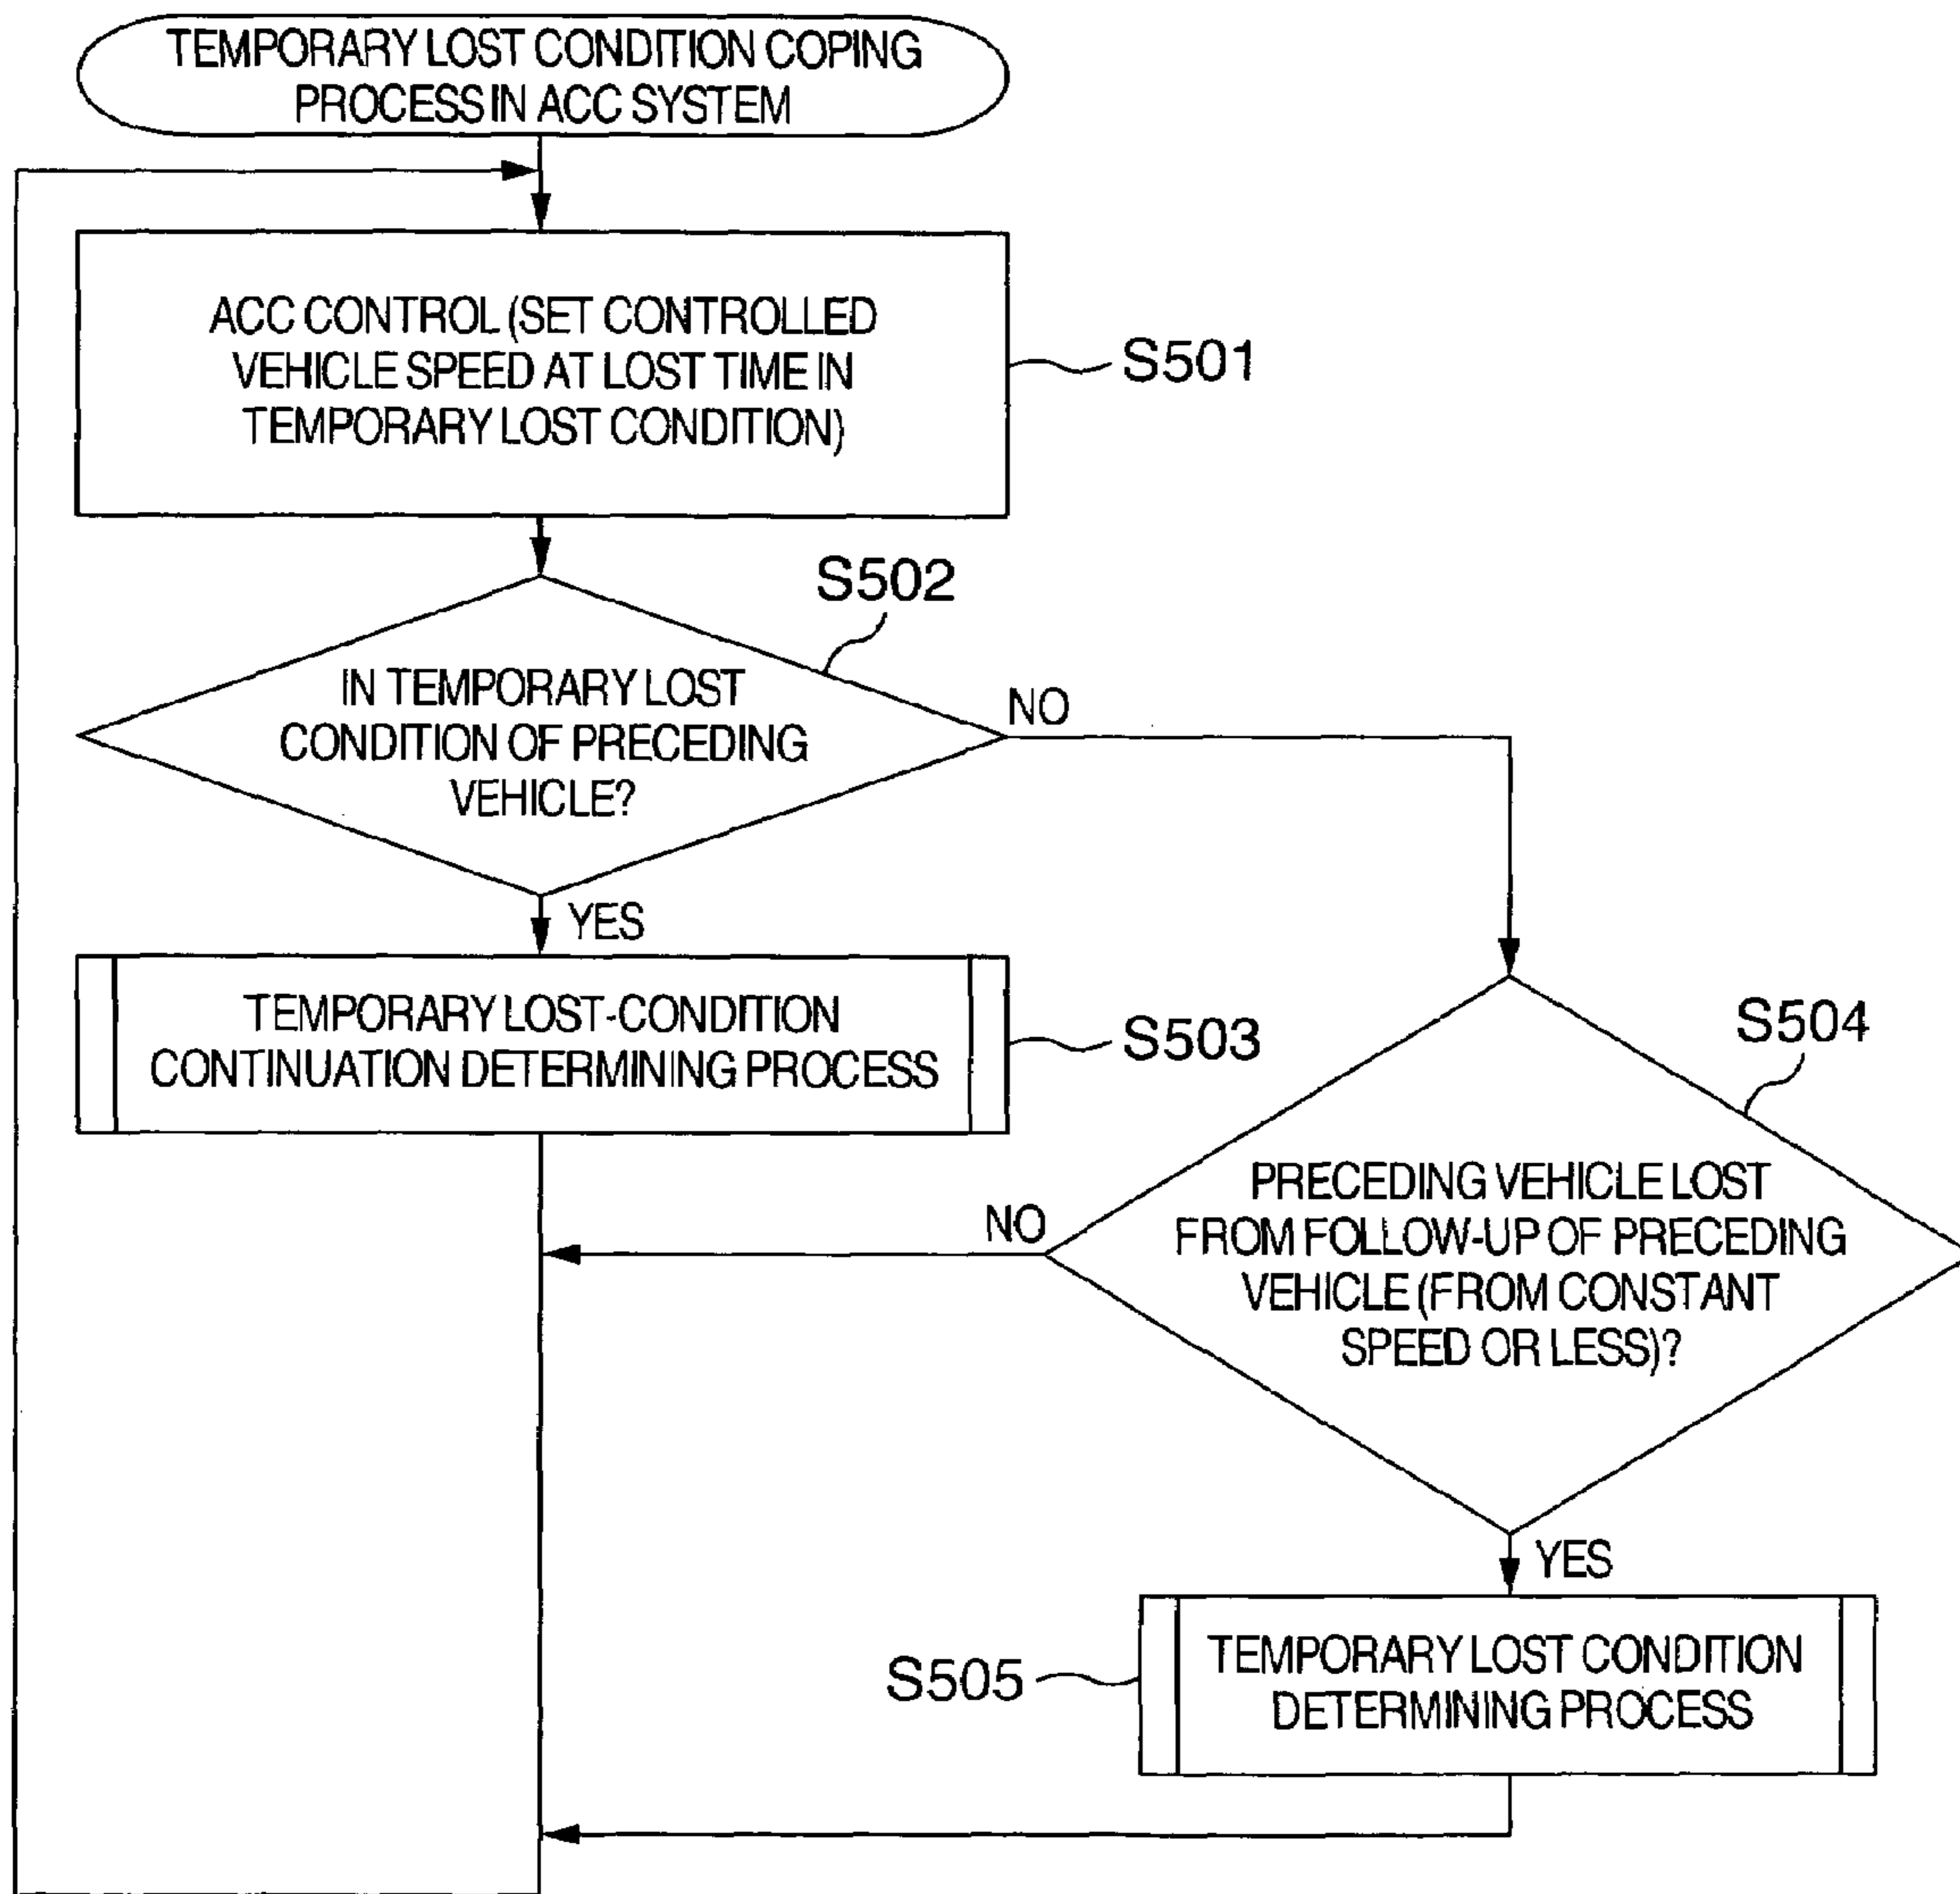 TEMPORARY LOST CONDITION COPING
PROCESS IN ACC SYSTEM
ACC CONTROL (SET CONTROLLED
VEHICLE SPEED AT LOST TIME IN
TEMPORARY LOST CONDITION)
S501
S502
IN TEMPORARY LOST
CONDITION OF PRECEDING
VEHICLE?
NO
YES
TEMPORARY LOST-CONDITION
CONTINUATION DETERMINING PROCESS
S503
S504
PRECEDING VEHICLE LOST
FROM FOLLOW-UP OF PRECEDING
VEHICLE (FROM CONSTANT
SPEED OR LESS)?
NO
YES
S505
TEMPORARY LOST CONDITION
DETERMINING PROCESS